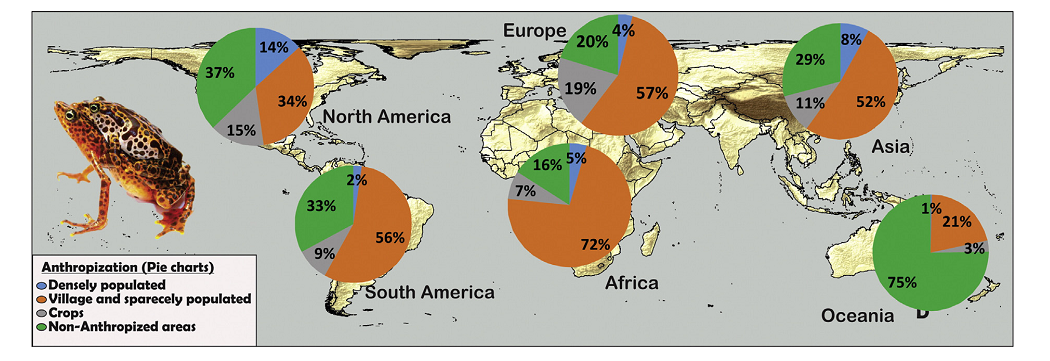 Europe
4%
20%
19%
57%
8%
29%
11%
52%
Asia
14%
37%
34%
15%
North America
2%
33%
56%
9%
South America
5%
16%
7%
72%
Africa
1%
21%
3%
75%
Oceania
D
Anthropization (Pie charts)
Densely populated
Village and sparecely populated
Crops
Non-Anthropized areas